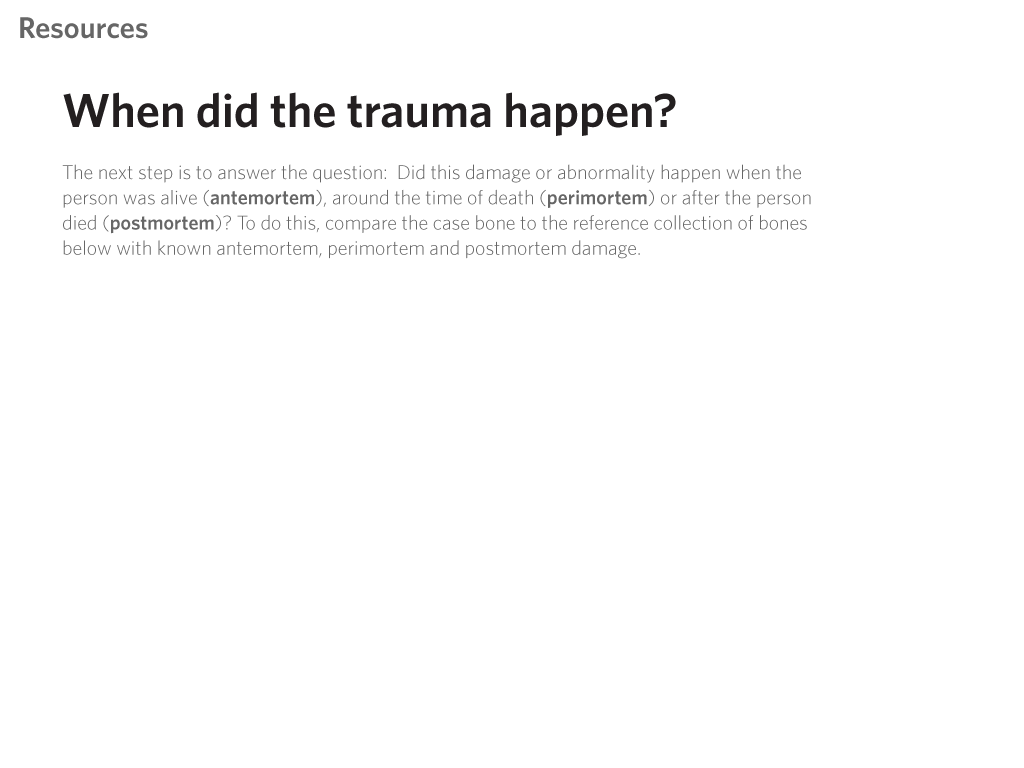 Resources
When did the trauma happen?
The next step is to answer the question:  Did this damage or abnormality happen when the
person was alive (antemortem), around the time of death (perimortem) or after the person
died (postmortem)? To do this, compare the case bone to the reference collection of bones
below with known antemortem, perimortem and postmortem damage.